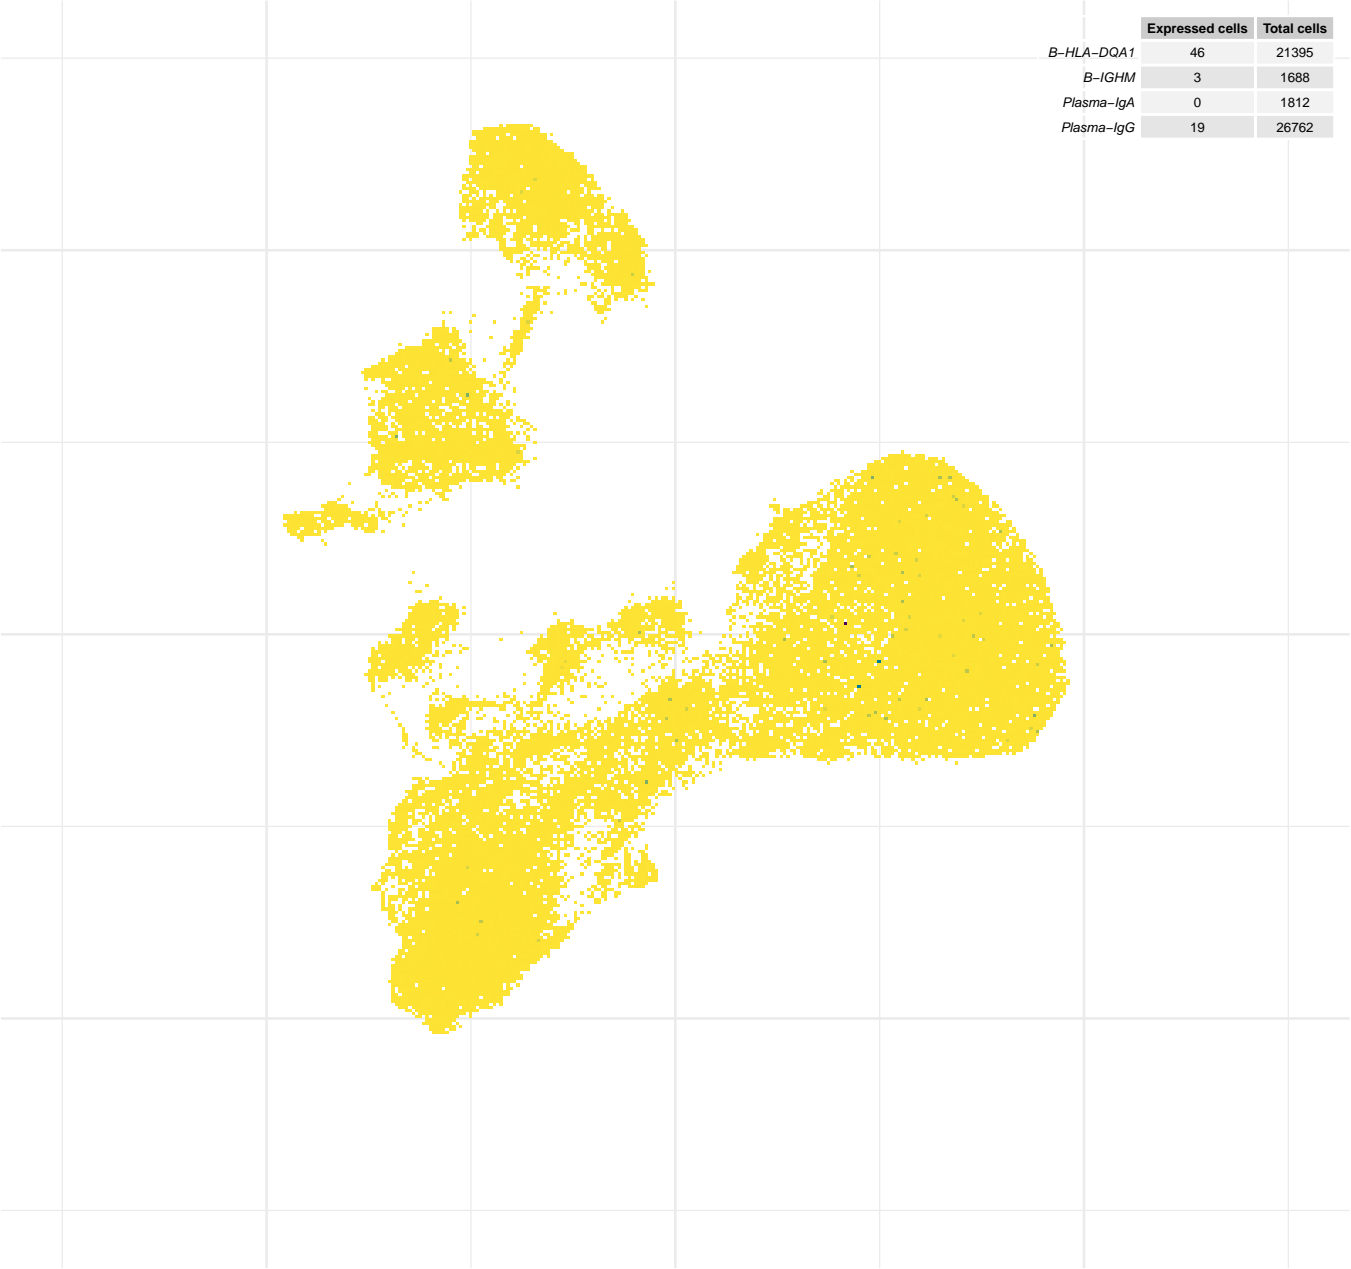 Expressed cells Total cells
B−HLA−DQA1 46 21395
B−IGHM 3 1688
Plasma−IgA 0 1812
Plasma−IgG 19 26762